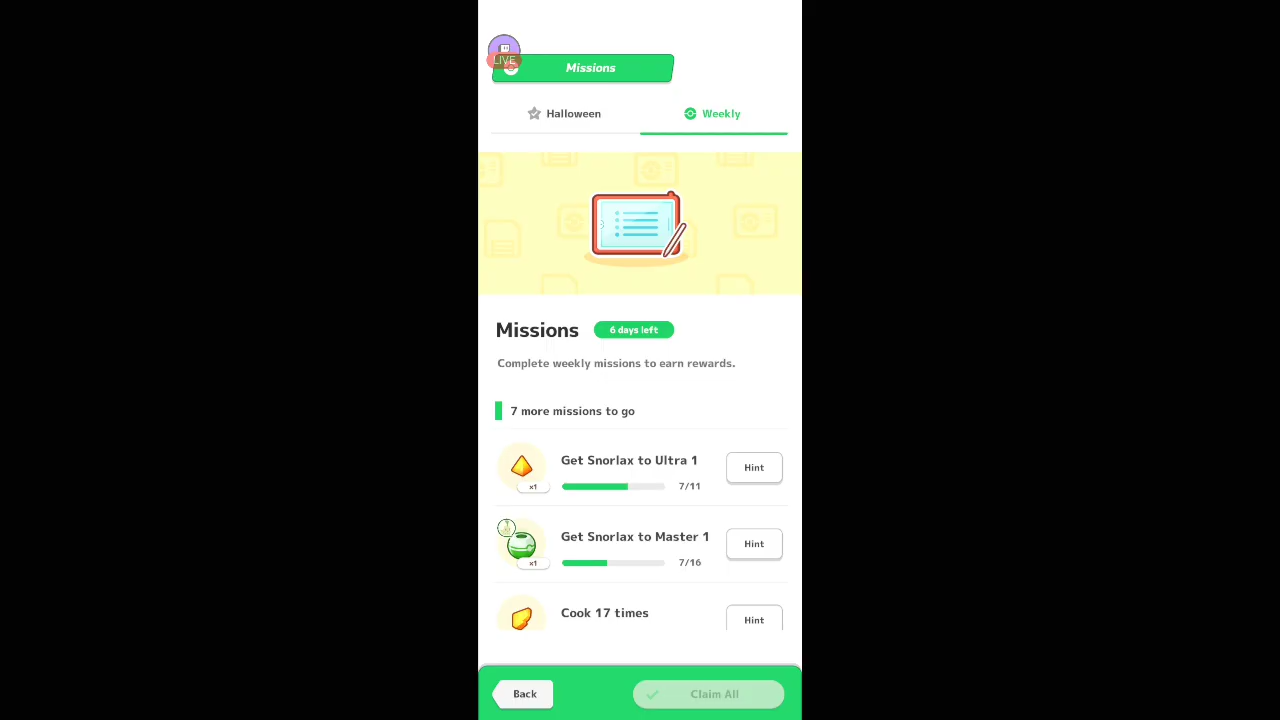 LIVE
Missions
Halloween
Weekly
Missions
6 days left
Complete weekly missions to earn rewards.
7 more missions to go
Get Snorlax to Ultra 1
x1
7/11
Hint
Get Snorlax to Master 1
x1
7/16
Hint
Cook 17 times
Hint
Back
Claim All